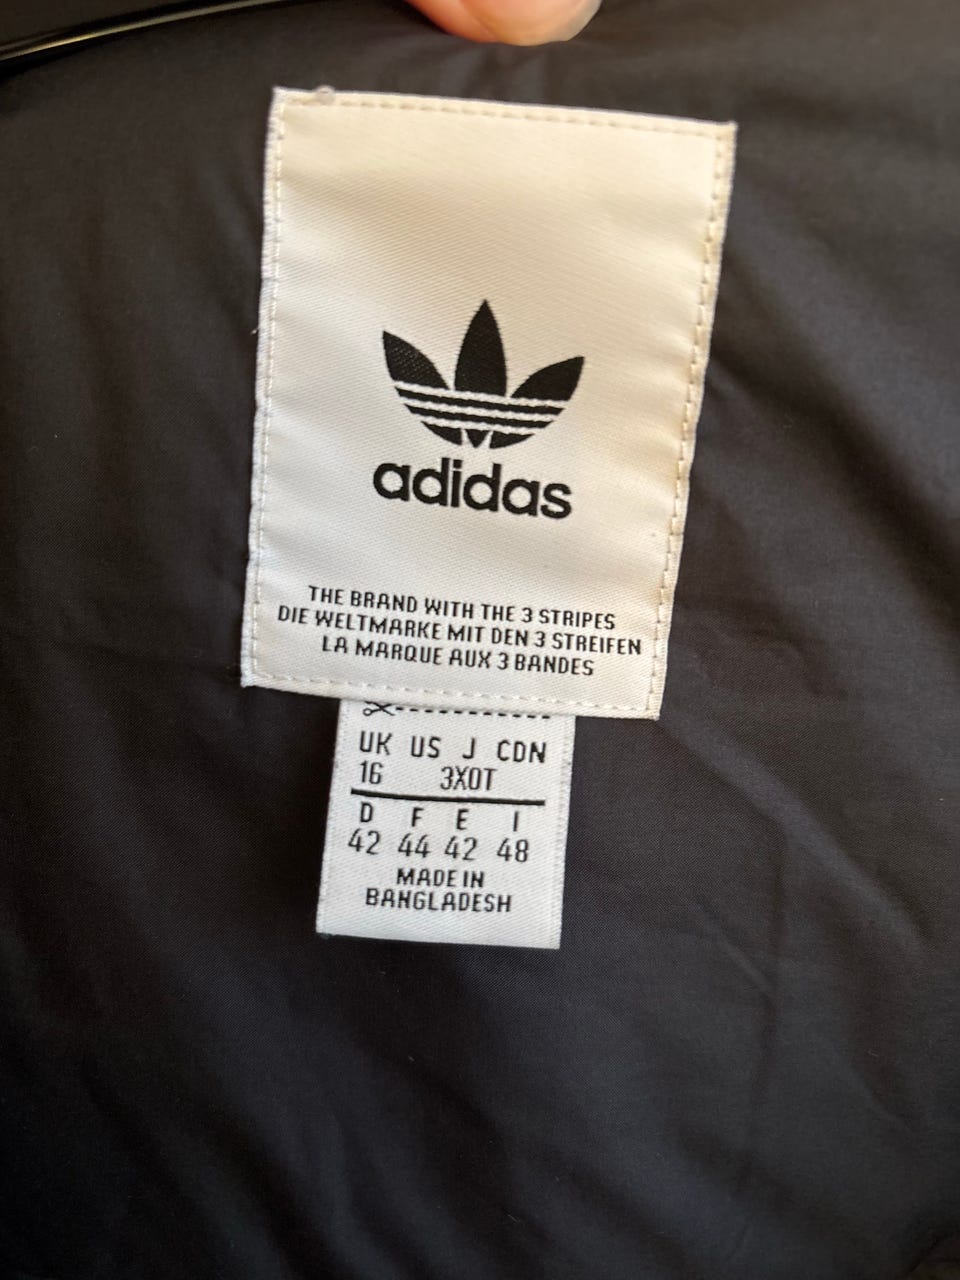 adidas
THE BRAND WITH THE 3 STRIPES
DIE WELTMARKE MIT DEN 3 STREIFEN
LA MARQUE AUX 3 BANDES
UK US J CDN
16 3XOT
D F E I
42 44 42 48
MADE IN
BANGLADESH